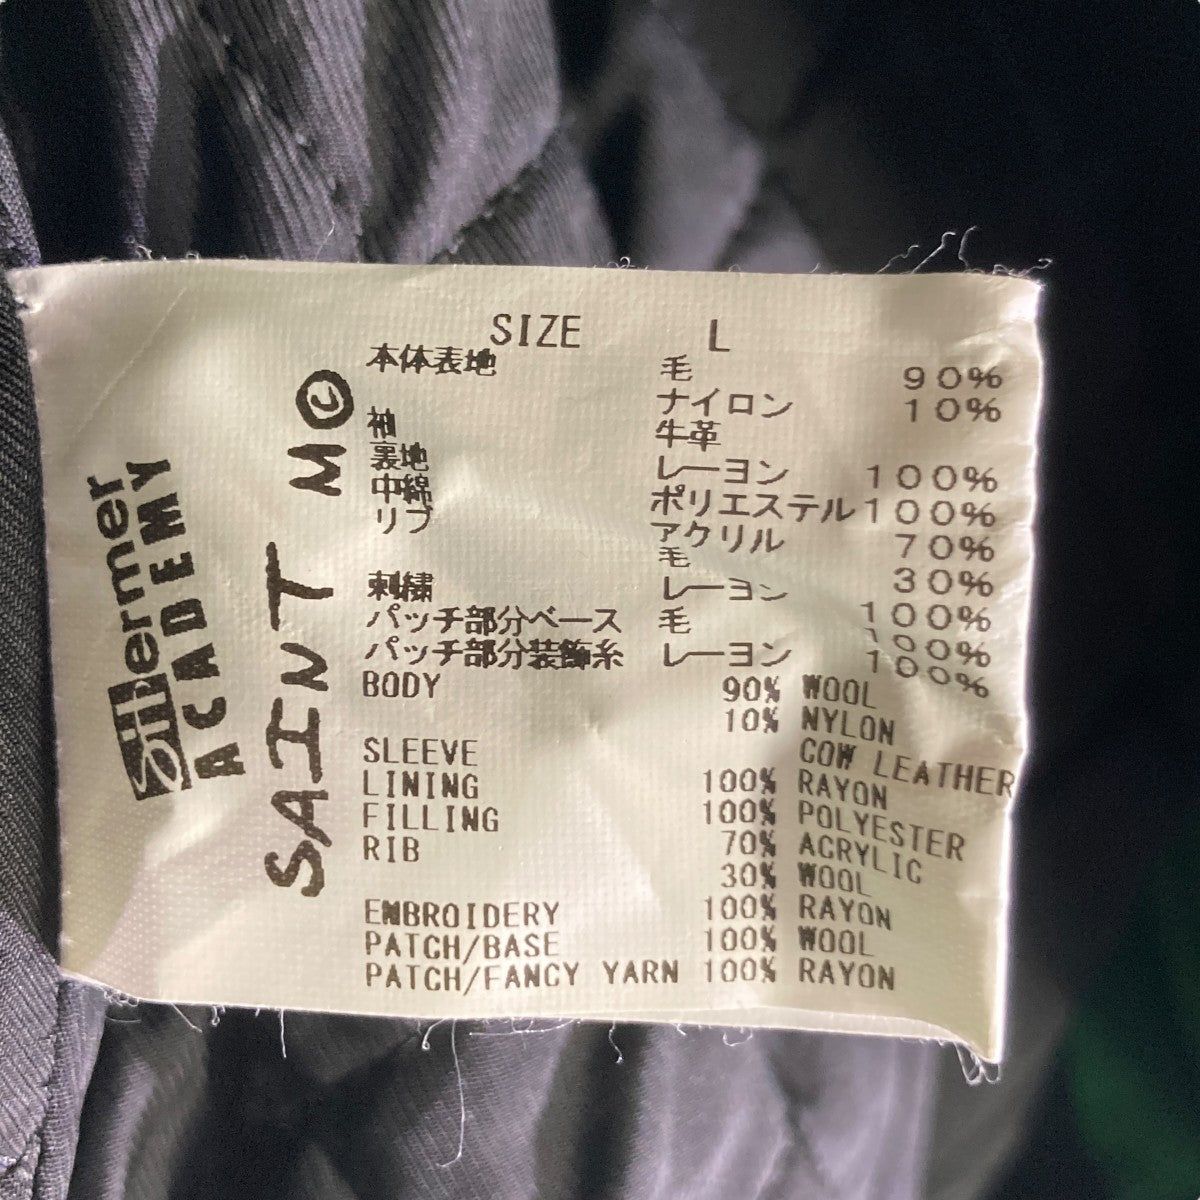 Bermer
ACADEMY
SAINT M©
SIZE L
本体表地 毛 90%
ナイロン 10%
袖 牛革
裏地 レーヨン 100%
中綿 ポリエステル 100%
リブ アクリル 70%
毛 30%
刺繍 レーヨン 100%
パッチ部分ベース 毛 100%
パッチ部分装飾糸 レーヨン 100%
BODY 90% WOOL
10% NYLON
SLEEVE COW LEATHER
LINING 100% RAYON
FILLING 100% POLYESTER
RIB 70% ACRYLIC
30% WOOL
EMBROIDERY 100% RAYON
PATCH/BASE 100% WOOL
PATCH/FANCY YARN 100% RAYON